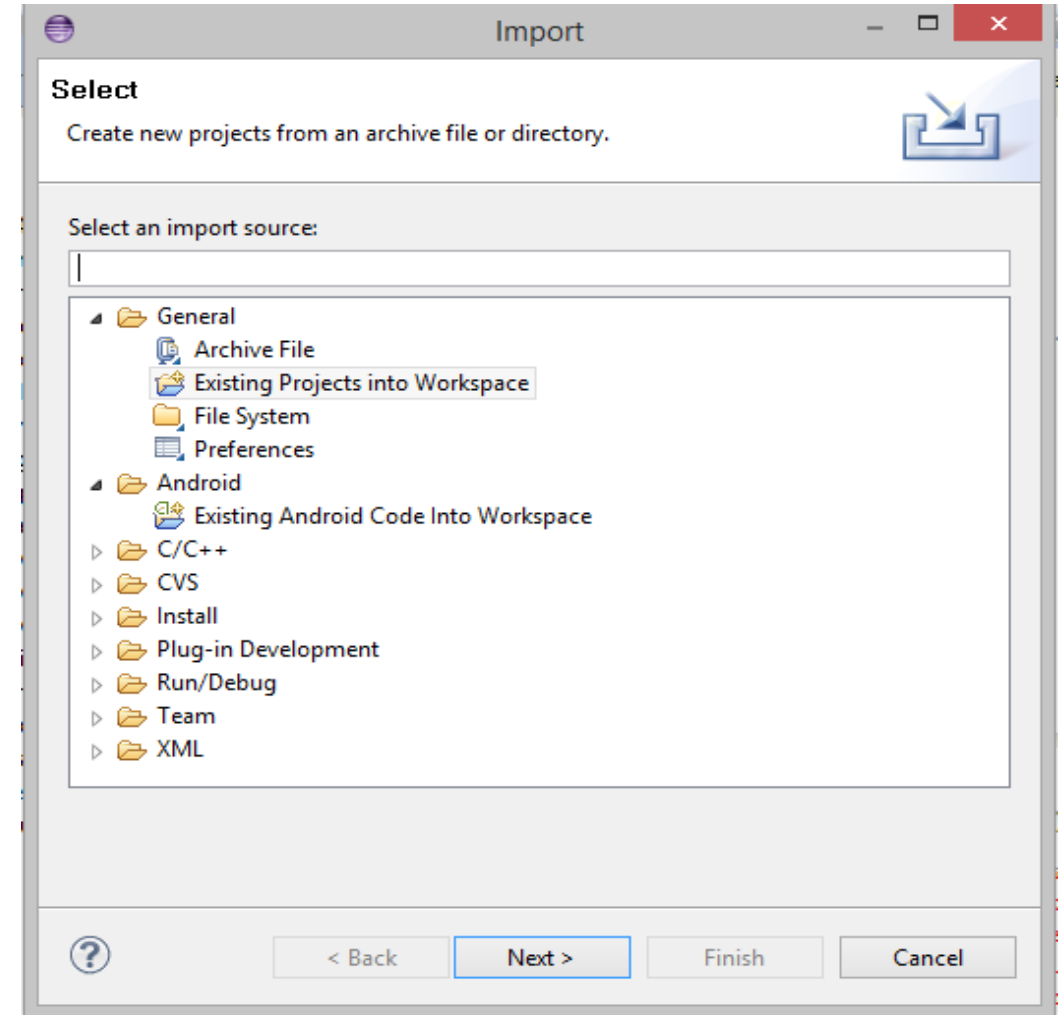 Import
Select
Create new projects from an archive file or directory.
Select an import source:
General
Archive File
Existing Projects into Workspace
File System
Preferences
Android
Existing Android Code Into Workspace
C/C++
CVS
Install
Plug-in Development
Run/Debug
Team
XML
?
< Back
Next >
Finish
Cancel